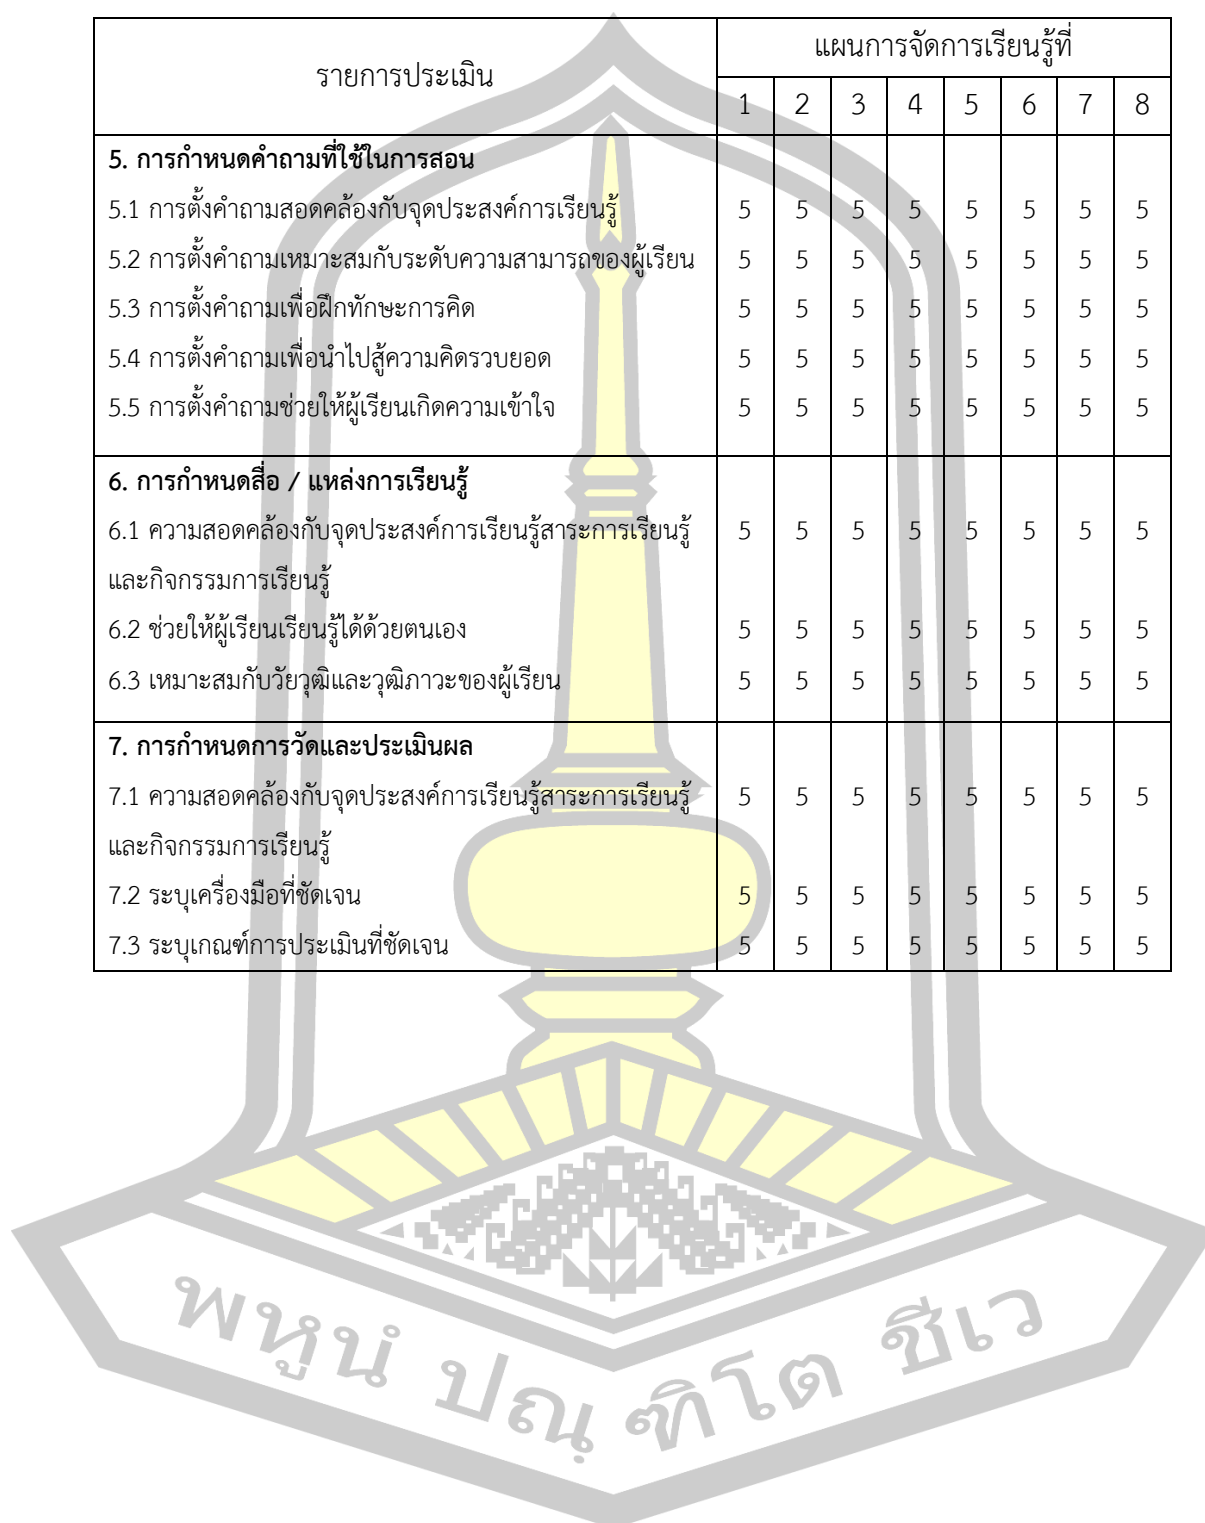 รายการประเมิน
แผนการจัดการเรียนรู้ที่
1 2 3 4 5 6 7 8
5. การกำหนดคำถามที่ใช้ในการสอน
5.1 การตั้งคำถามสอดคล้องกับจุดประสงค์การเรียนรู้ 5 5 5 5 5 5 5 5
5.2 การตั้งคำถามเหมาะสมกับระดับความสามารถของผู้เรียน 5 5 5 5 5 5 5 5
5.3 การตั้งคำถามเพื่อฝึกทักษะการคิด 5 5 5 5 5 5 5 5
5.4 การตั้งคำถามเพื่อนำไปสู้ความคิดรวบยอด 5 5 5 5 5 5 5 5
5.5 การตั้งคำถามช่วยให้ผู้เรียนเกิดความเข้าใจ 5 5 5 5 5 5 5 5
6. การกำหนดสื่อ / แหล่งการเรียนรู้
6.1 ความสอดคล้องกับจุดประสงค์การเรียนรู้สาระการเรียนรู้ 5 5 5 5 5 5 5 5
และกิจกรรมการเรียนรู้
6.2 ช่วยให้ผู้เรียนเรียนรู้ได้ด้วยตนเอง 5 5 5 5 5 5 5 5
6.3 เหมาะสมกับวัยวุฒิและวุฒิภาวะของผู้เรียน 5 5 5 5 5 5 5 5
7. การกำหนดการวัดและประเมินผล
7.1 ความสอดคล้องกับจุดประสงค์การเรียนรู้สาระการเรียนรู้ 5 5 5 5 5 5 5 5
และกิจกรรมการเรียนรู้
7.2 ระบุเครื่องมือที่ชัดเจน 5 5 5 5 5 5 5 5
7.3 ระบุเกณฑ์การประเมินที่ชัดเจน 5 5 5 5 5 5 5 5
พหูนํ ปณฺ ฑิโต ชีเว